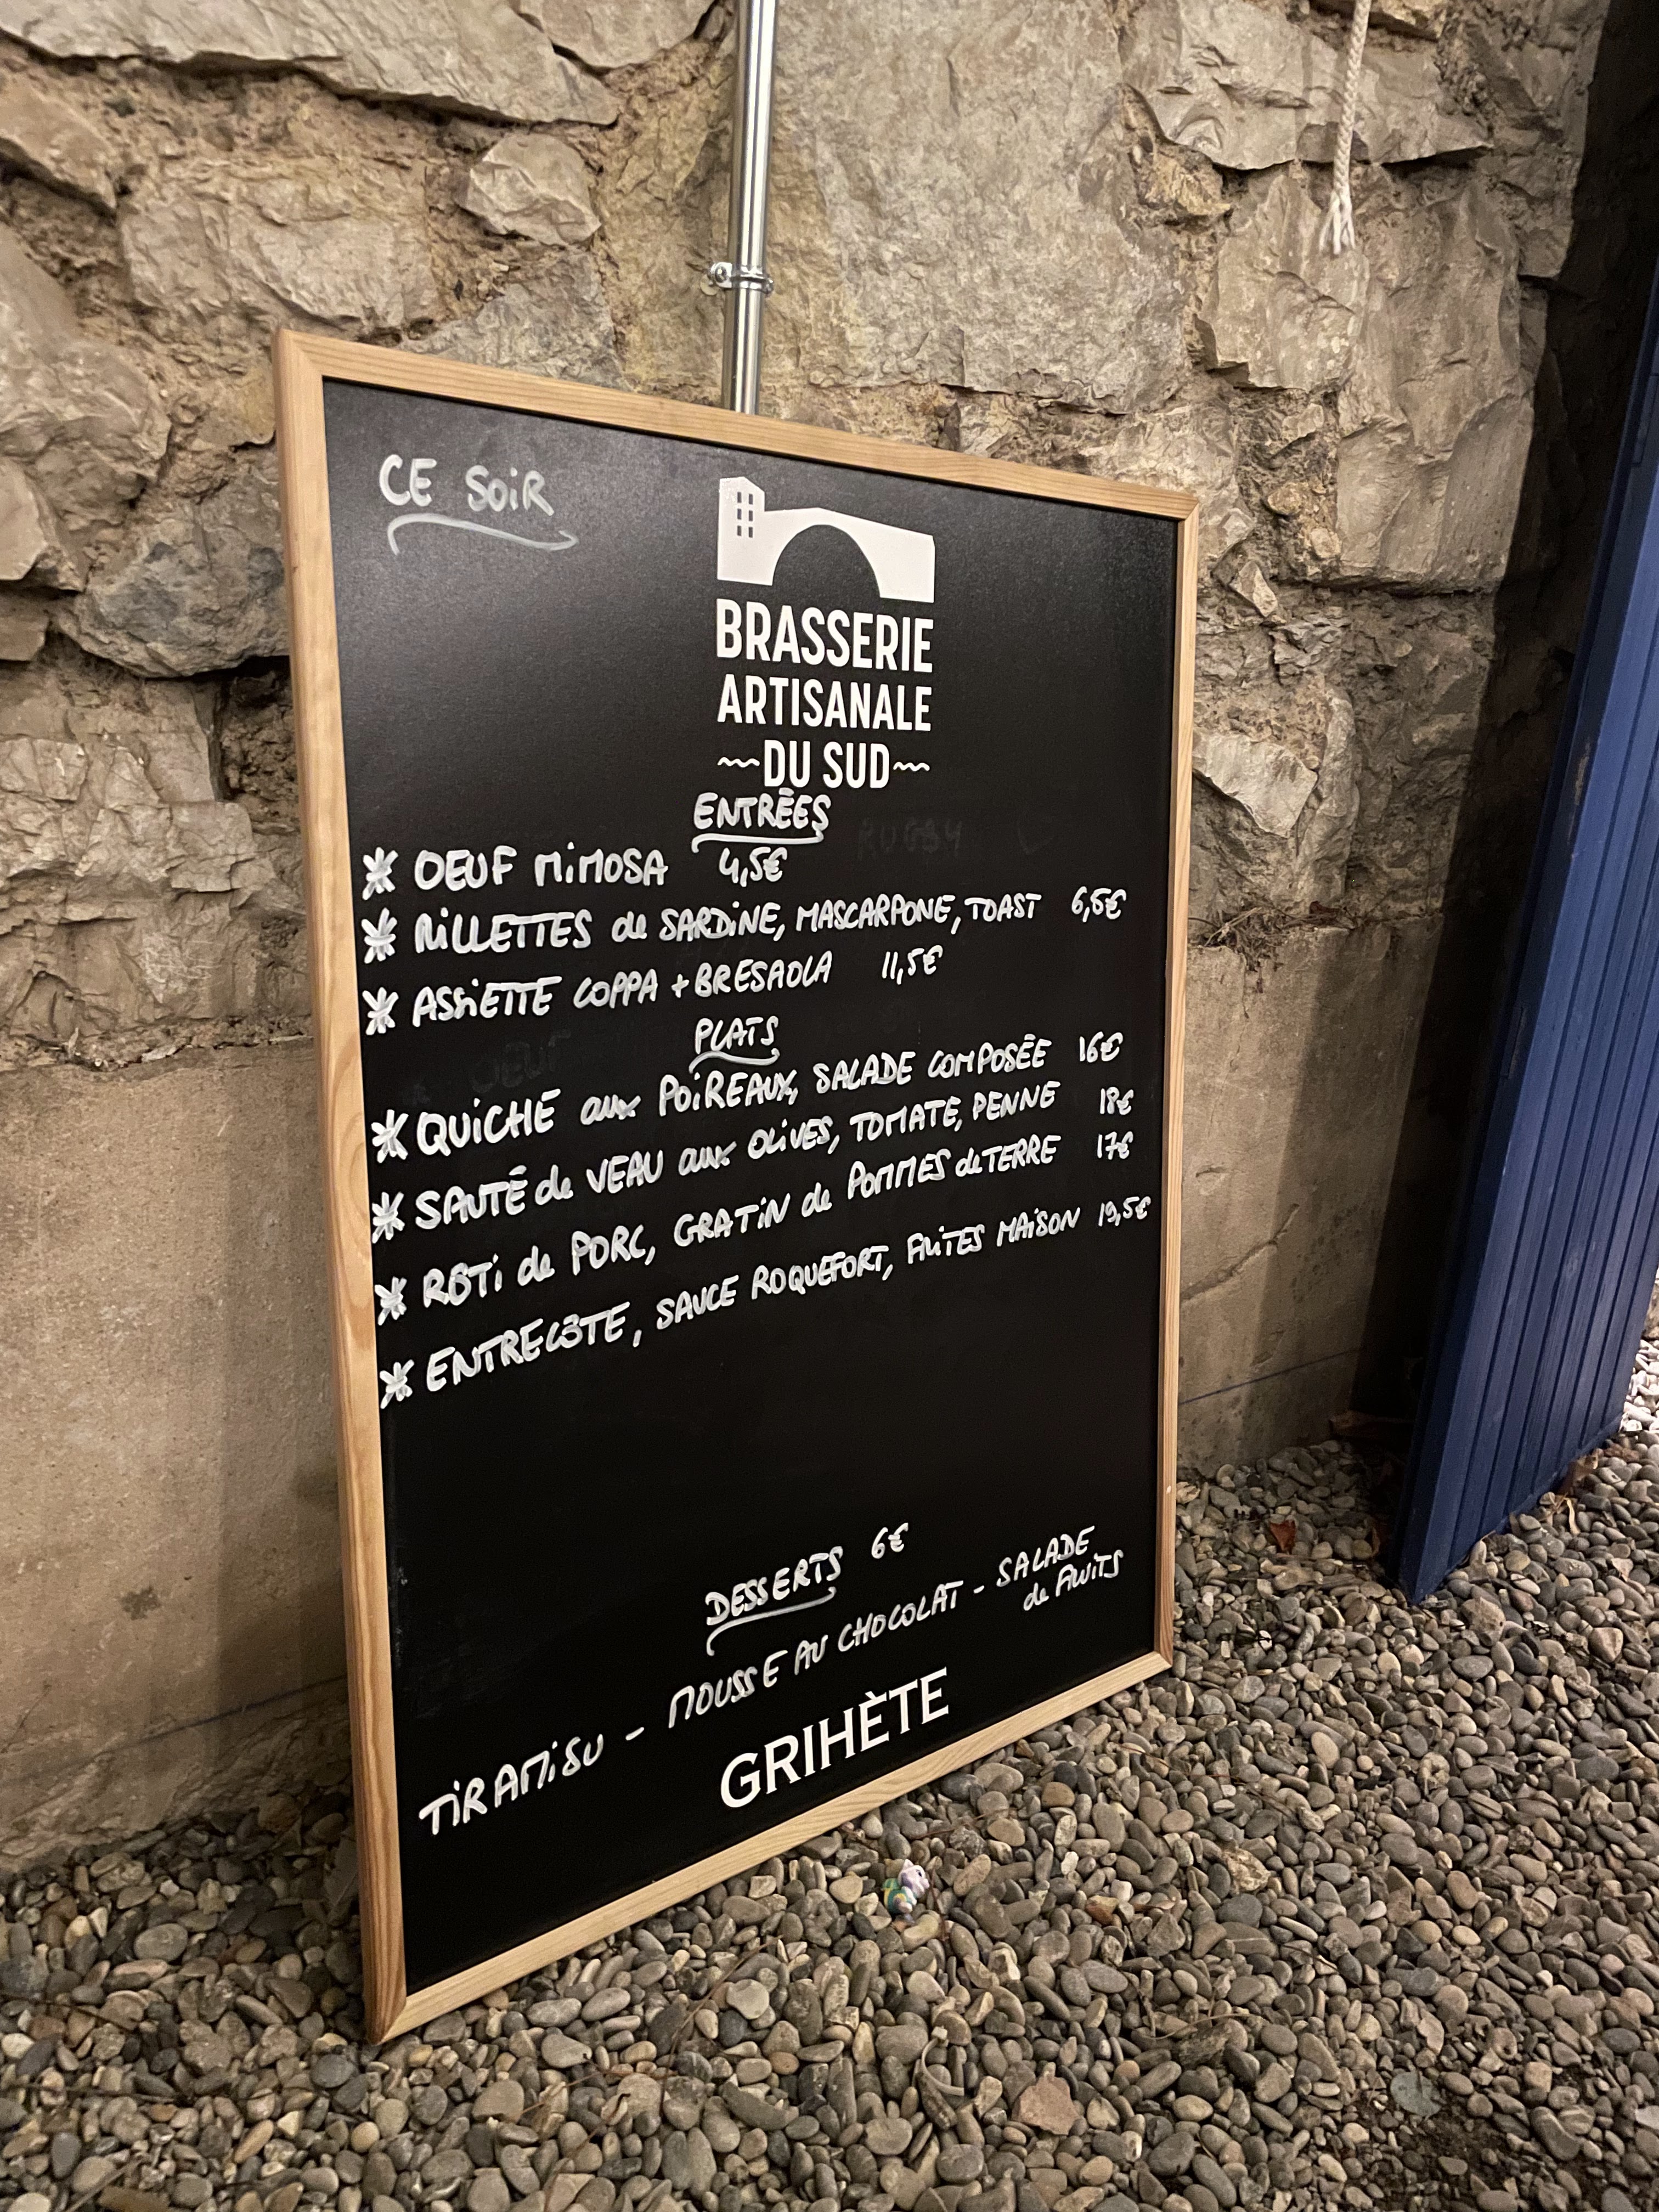 CE SOIR
BRASSERIE
ARTISANALE
~DU SUD~
ENTRÉES
* OEUF MIMOSA 4,5€
* RILLETTES de SARDINE, MASCARPONE, TOAST 6,5€
* ASSIETTE COPPA + BRESAOLA 11,5€
PLATS
* QUICHE aux POIREAUX, SALADE COMPOSÉE 16€
* SAUTÉ de VEAU aux OLIVES, TOMATE, PENNE 18€
* RÔTI de PORC, GRATIN de POMMES de TERRE 17€
* ENTRECÔTE, SAUCE ROQUEFORT, FRITES MAISON 19,5€
DESSERTS 6€
TIRAMISU - MOUSSE AU CHOCOLAT - SALADE
de FRUITS
GRIHÈTE